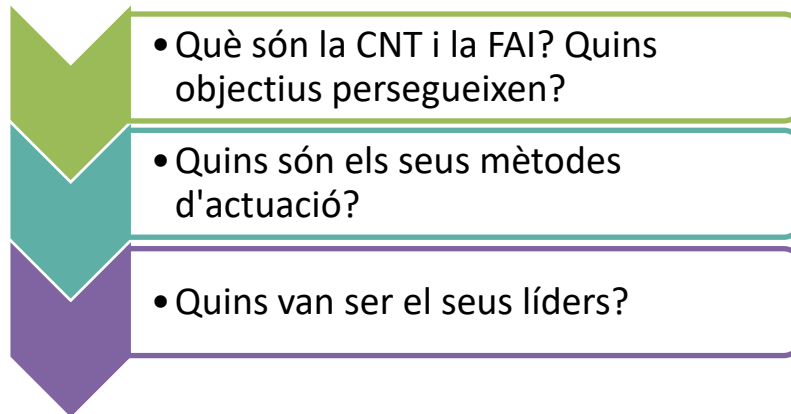 •Què són la CNT i la FAI? Quins
objectius persegueixen?
•Quins són els seus mètodes
d'actuació?
•Quins van ser el seus líders?